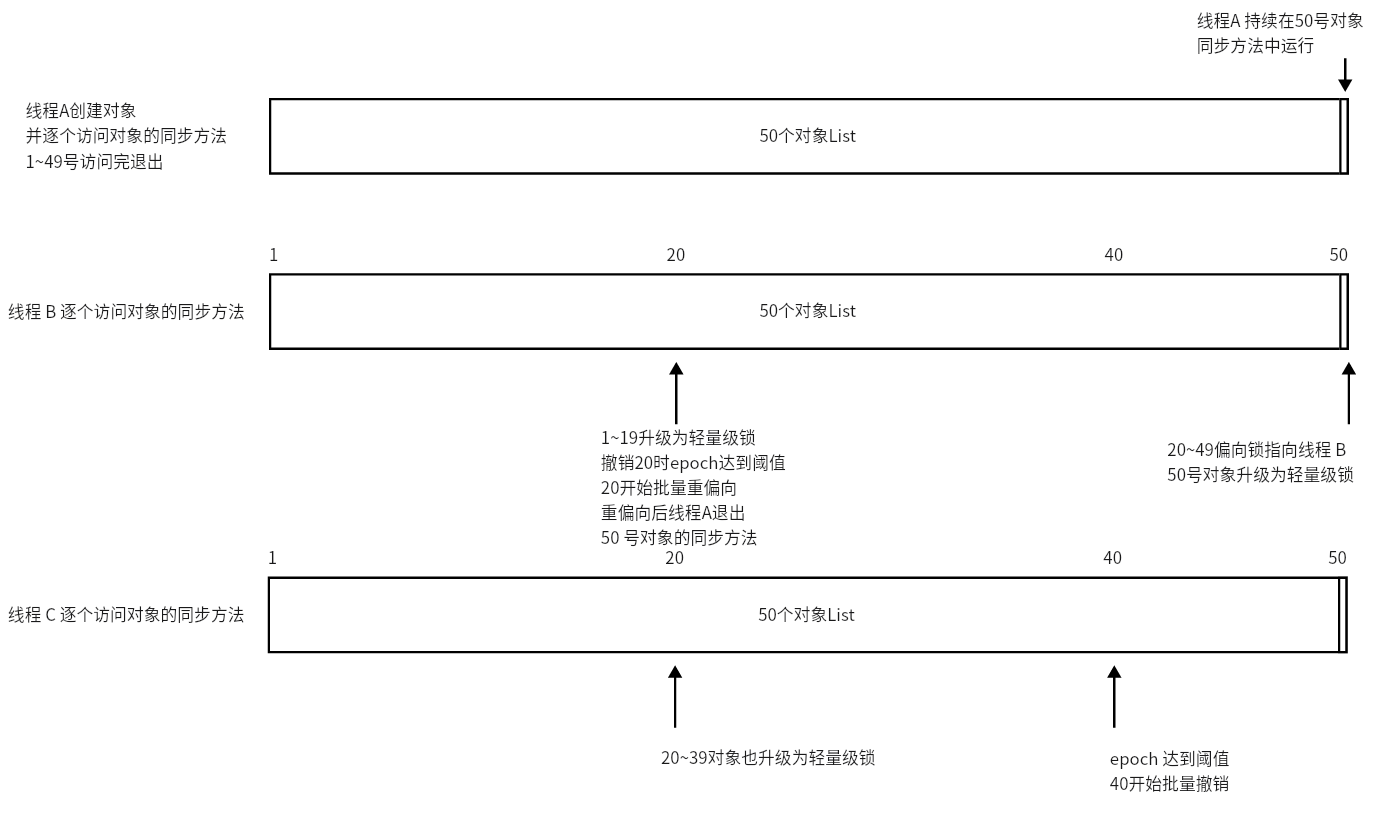 线程A 持续在50号对象
同步方法中运行
线程A创建对象
并逐个访问对象的同步方法
1~49号访问完退出
50个对象List
1
20
40
50
线程 B 逐个访问对象的同步方法
50个对象List
1~19升级为轻量级锁
撤销20时epoch达到阈值
20开始批量重偏向
重偏向后线程A退出
50 号对象的同步方法
20~49偏向锁指向线程 B
50号对象升级为轻量级锁
1
20
40
50
线程 C 逐个访问对象的同步方法
50个对象List
20~39对象也升级为轻量级锁
epoch 达到阈值
40开始批量撤销